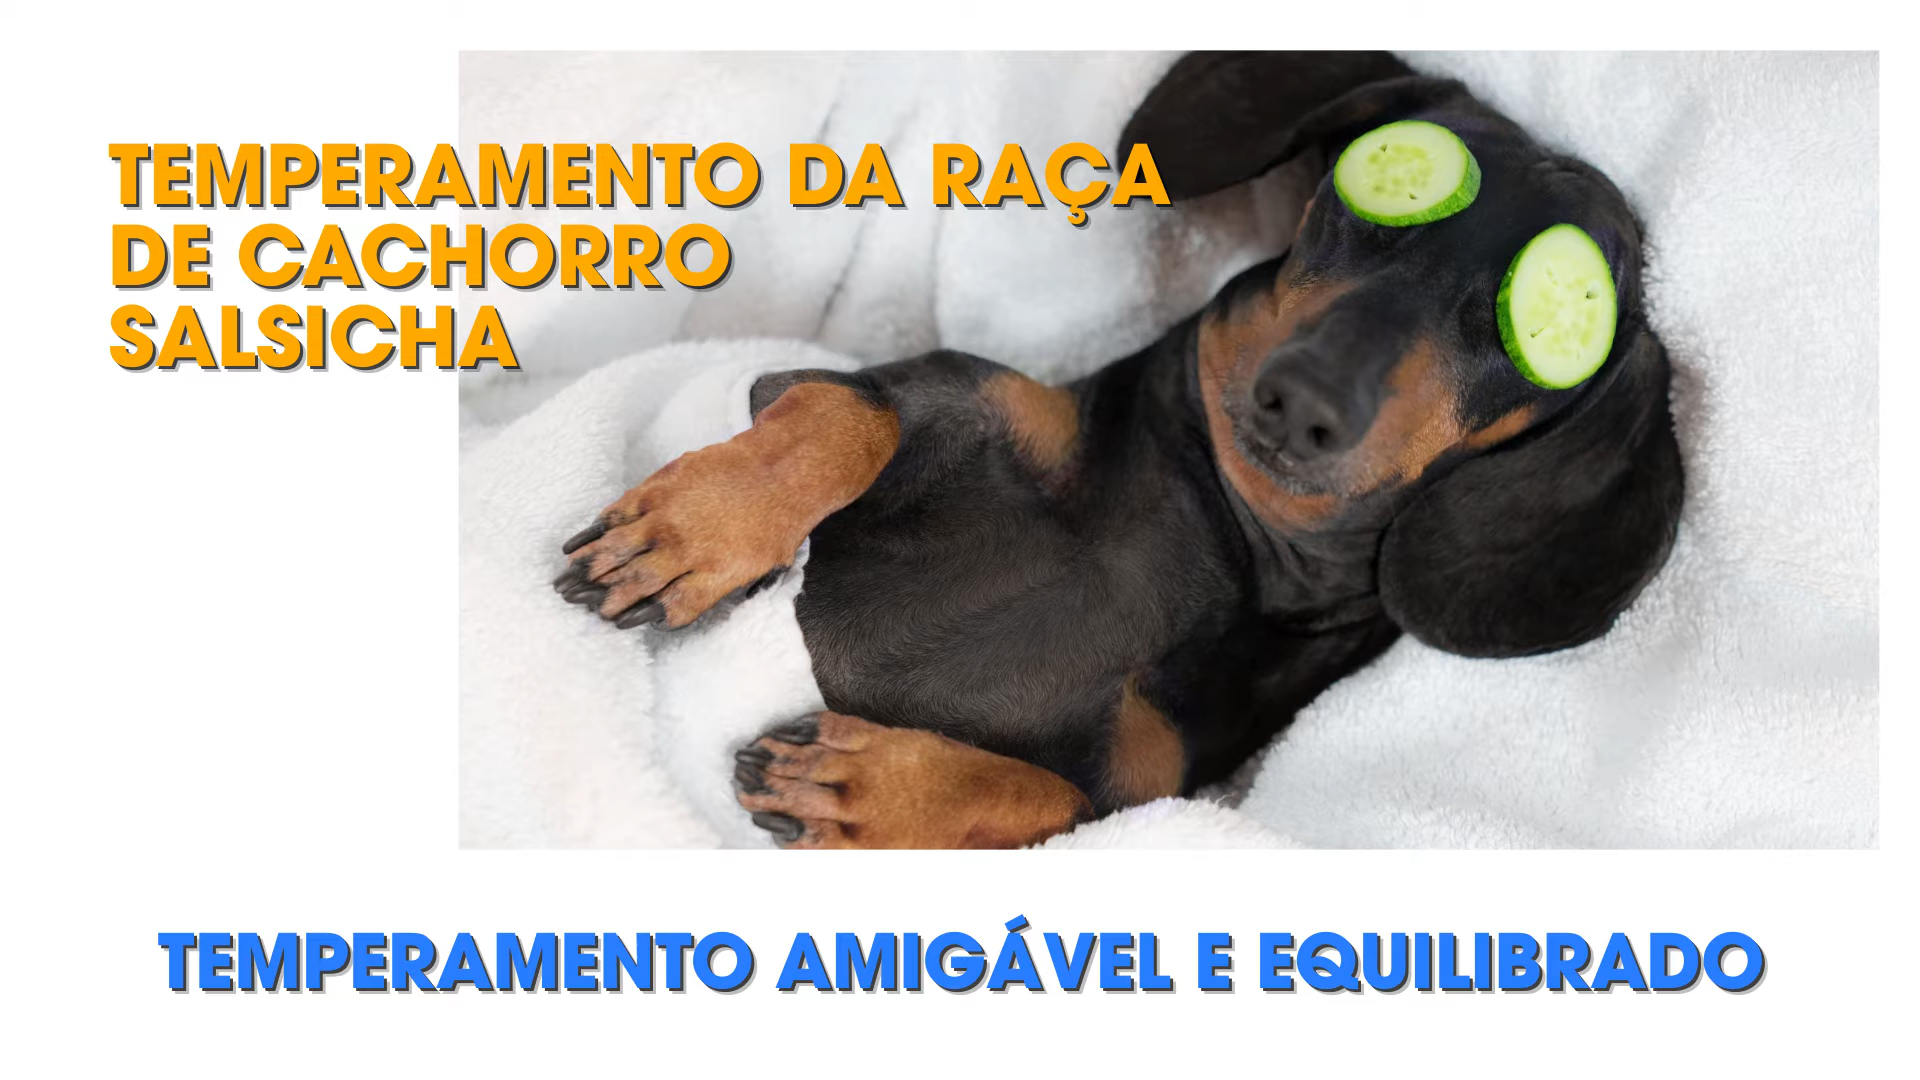 TEMPERAMENTO DA RAÇA
DE CACHORRO
SALSICHA
TEMPERAMENTO AMIGÁVEL E EQUILIBRADO